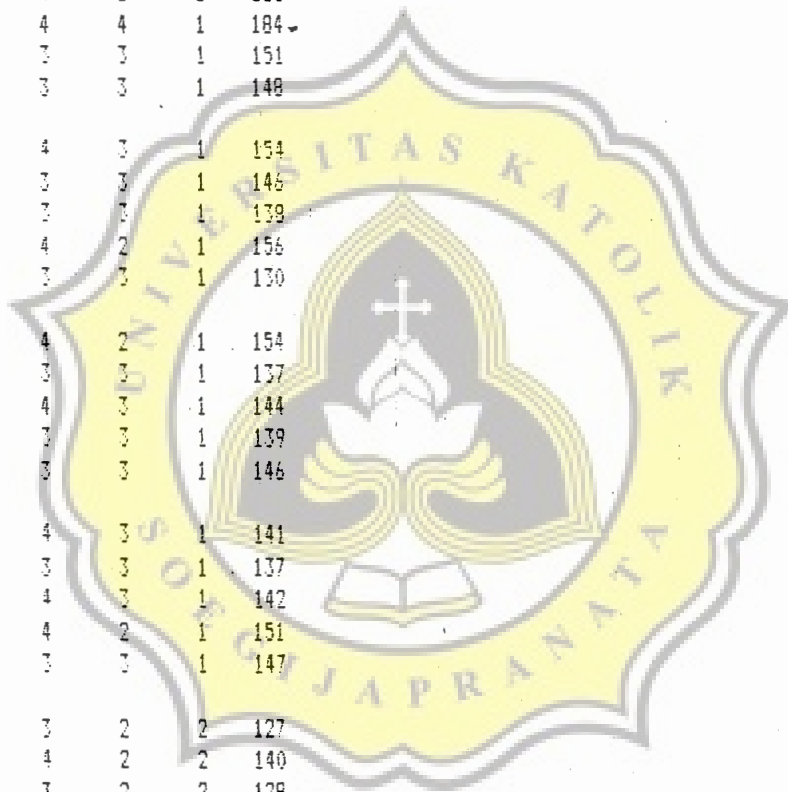 4 4 1 184
3 3 1 151
3 3 1 148
4 3 1 154
3 3 1 146
3 3 1 138
4 2 1 156
3 3 1 130
4 2 1 154
3 3 1 137
4 3 1 144
3 3 1 139
3 3 1 146
4 3 1 141
3 3 1 137
4 3 1 142
4 2 1 151
3 3 1 147
3 2 2 127
4 2 2 140
UNIVERSITAS KATOLIK
SOEGIJAPRANATA